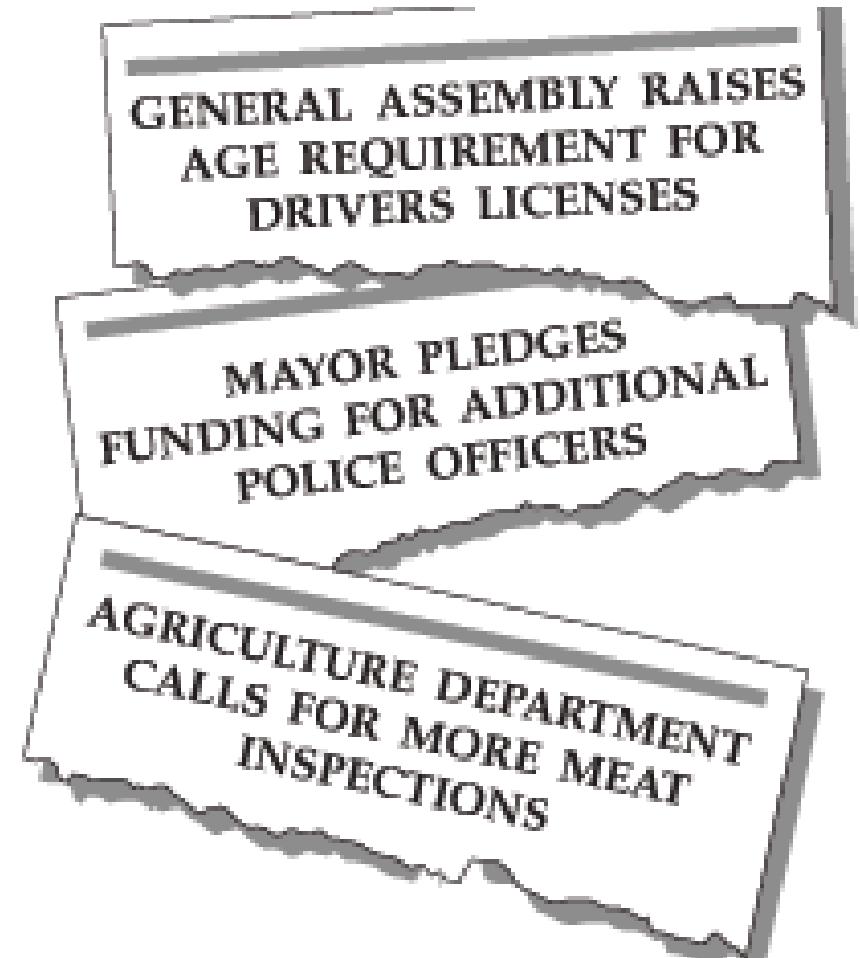 GENERAL ASSEMBLY RAISES
AGE REQUIREMENT FOR
DRIVERS LICENSES
MAYOR PLEDGES
FUNDING FOR ADDITIONAL
POLICE OFFICERS
AGRICULTURE DEPARTMENT
CALLS FOR MORE MEAT
INSPECTIONS